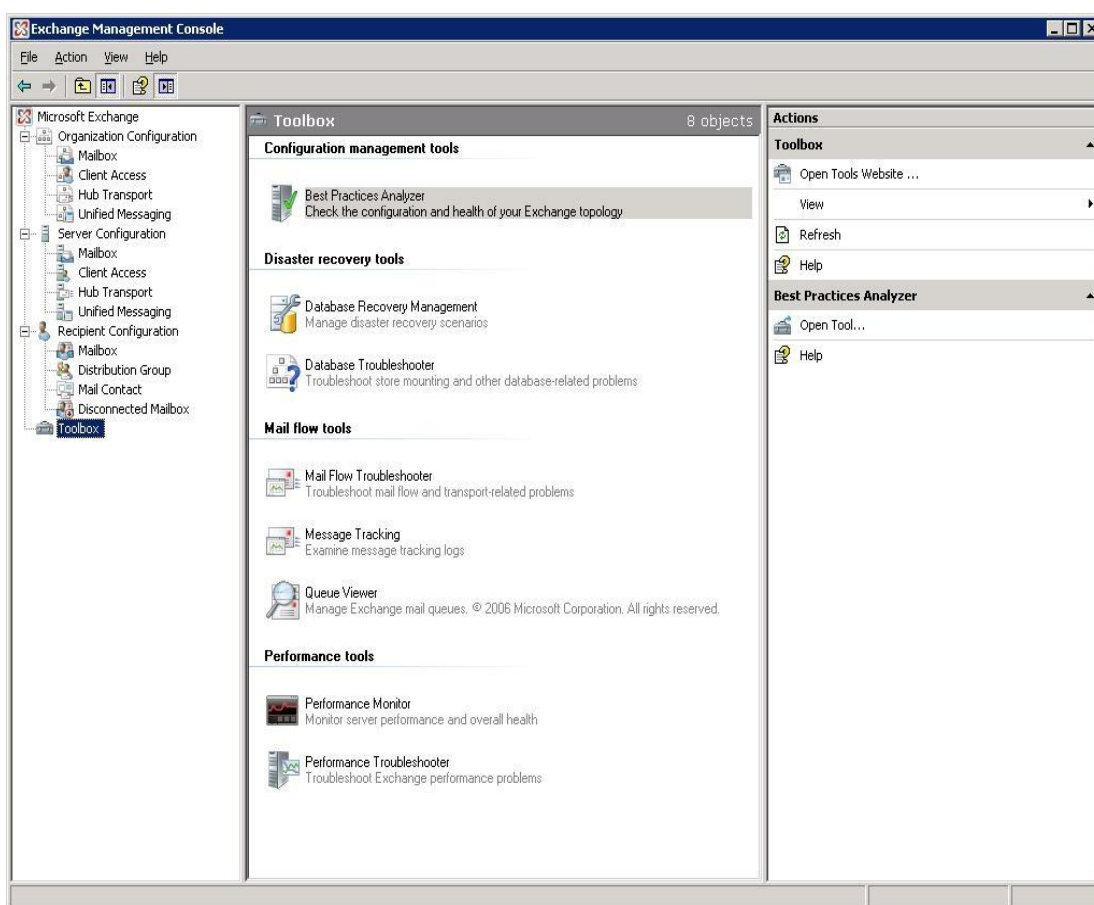 Exchange Management Console
File Action View Help
Microsoft Exchange
Organization Configuration
Mailbox
Client Access
Hub Transport
Unified Messaging
Server Configuration
Mailbox
Client Access
Hub Transport
Unified Messaging
Recipient Configuration
Mailbox
Distribution Group
Mail Contact
Disconnected Mailbox
Toolbox
Toolbox 8 objects
Configuration management tools
Best Practices Analyzer
Check the configuration and health of your Exchange topology
Disaster recovery tools
Database Recovery Management
Manage disaster recovery scenarios
Database Troubleshooter
Troubleshoot store mounting and other database-related problems
Mail flow tools
Mail Flow Troubleshooter
Troubleshoot mail flow and transport-related problems
Message Tracking
Examine message tracking logs
Queue Viewer
Manage Exchange mail queues. © 2006 Microsoft Corporation. All rights reserved.
Performance tools
Performance Monitor
Monitor server performance and overall health
Performance Troubleshooter
Troubleshoot Exchange performance problems
Actions
Toolbox
Open Tools Website ...
View
Refresh
Help
Best Practices Analyzer
Open Tool...
Help